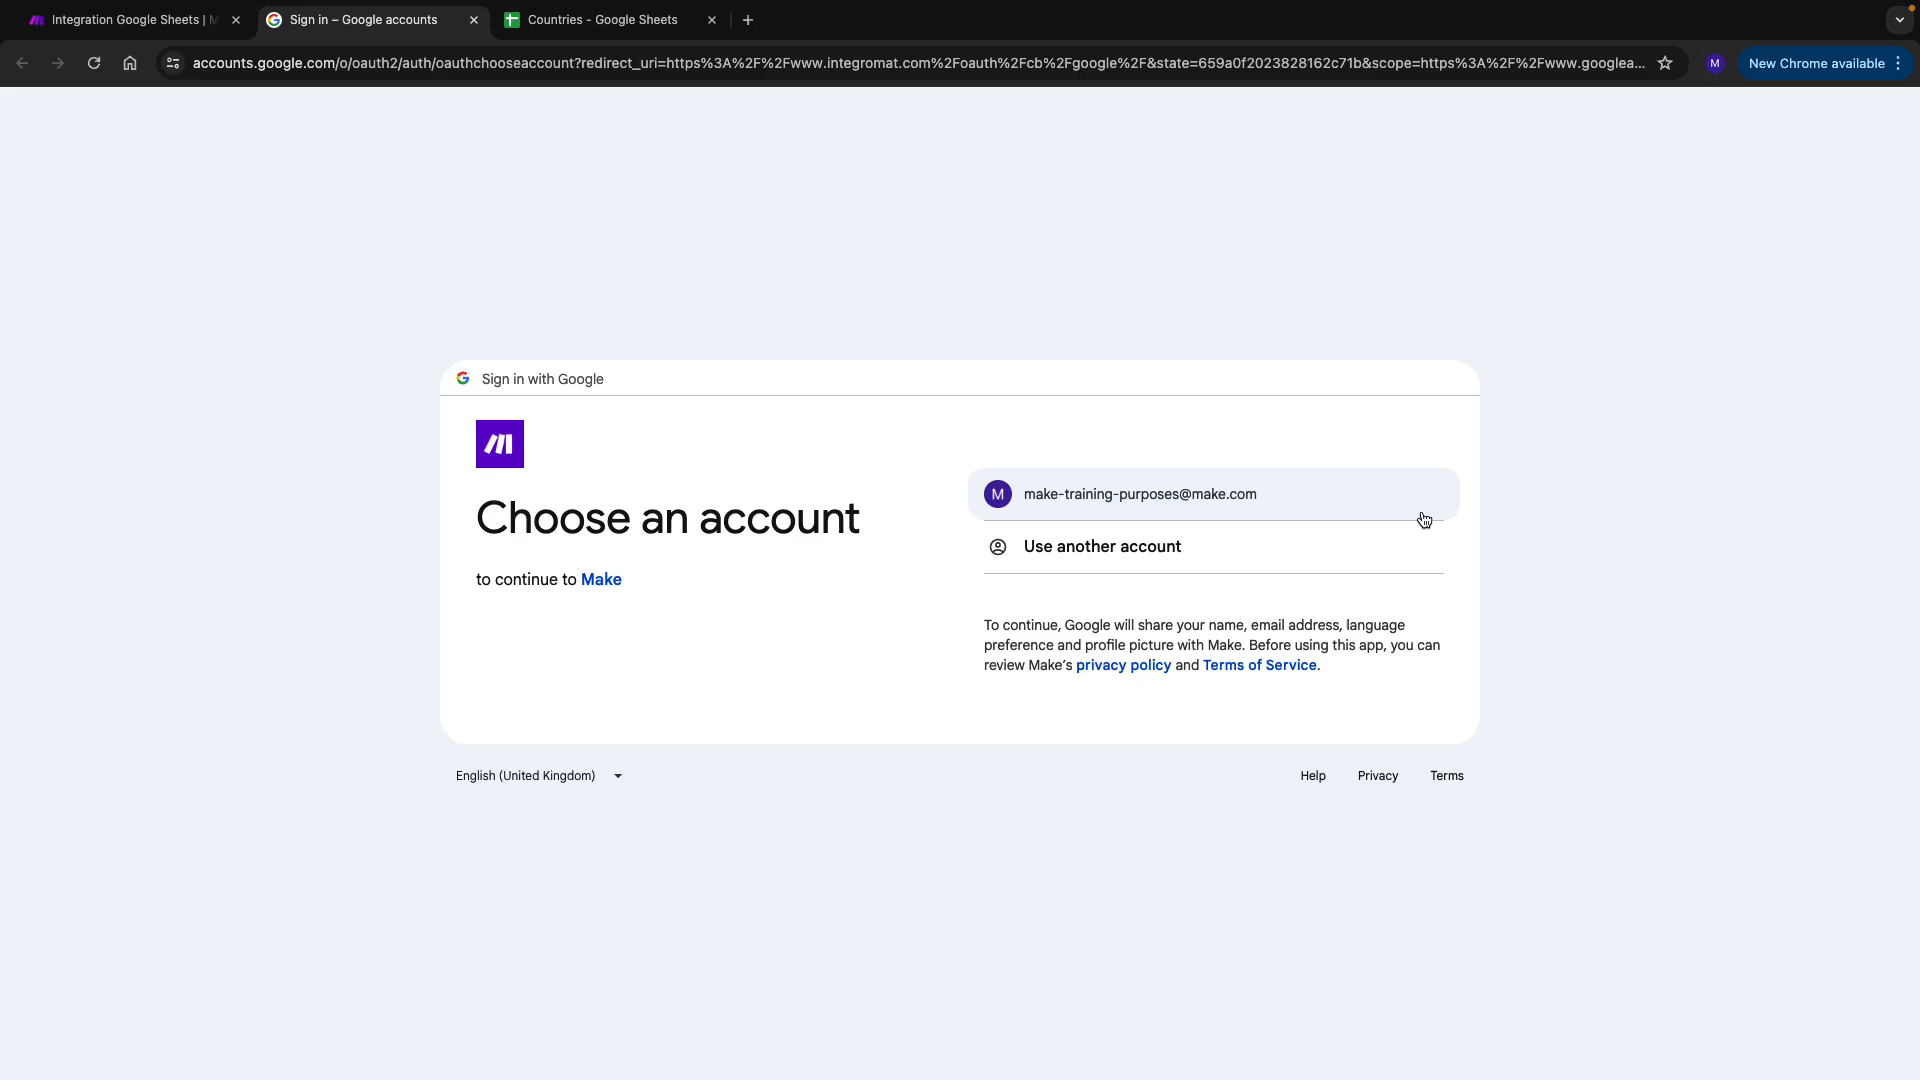 Integration Google Sheets | M
Sign in – Google accounts
Countries - Google Sheets
accounts.google.com/o/oauth2/auth/oauthchooseaccount?redirect_uri=https%3A%2F%2Fwww.integromat.com%2Foauth%2Fcb%2Fgoogle%2F&state=659a0f2023828162c71b&scope=https%3A%2F%2Fwww.googlea...
M
New Chrome available
Sign in with Google
Choose an account
to continue to Make
M make-training-purposes@make.com
Use another account
To continue, Google will share your name, email address, language
preference and profile picture with Make. Before using this app, you can
review Make's privacy policy and Terms of Service.
English (United Kingdom)
Help Privacy Terms